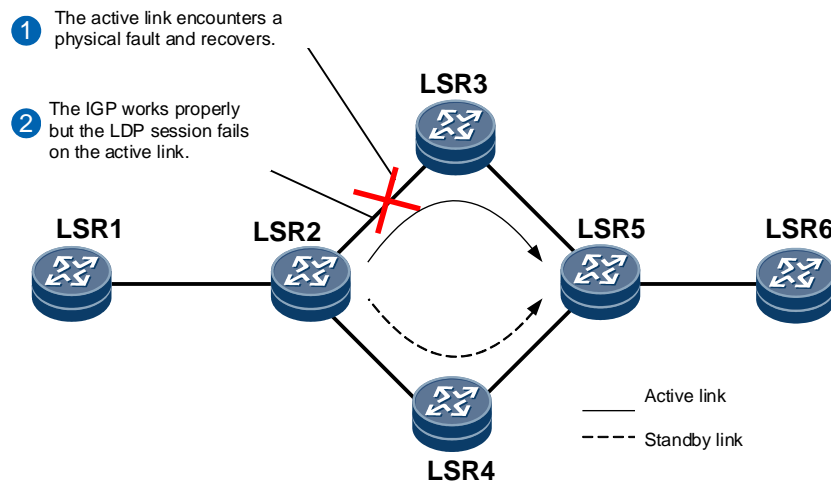 1
The active link encounters a
physical fault and recovers.
2
The IGP works properly
but the LDP session fails
on the active link.
LSR3
LSR1
LSR2
LSR5
LSR6
LSR4
Active link
Standby link